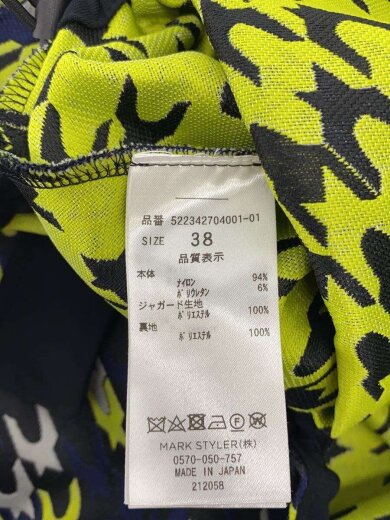 品番 522342704001-01
SIZE 38
品質表示
本体
ナイロン 94%
ポリウレタン 6%
ジャガード生地
ポリエステル 100%
裏地
ポリエステル 100%
MARK STYLER(株)
0570-050-757
MADE IN JAPAN
212058